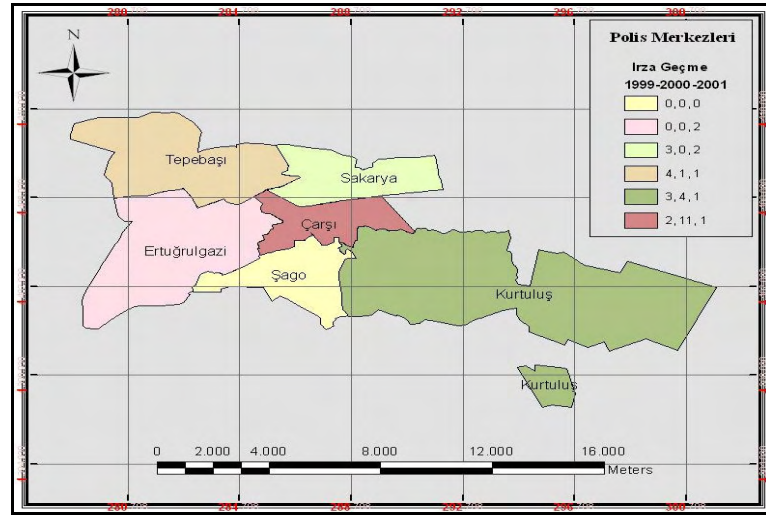 280 284 288 292 296 300
N
Polis Merkezleri
Irza Geçme
1999-2000-2001
0, 0, 0
0, 0, 2
3, 0, 2
4, 1, 1
3, 4, 1
2, 11, 1
Tepebaşı
Sakarya
Çarşı
Ertuğrulgazi
Şago
Kurtuluş
Kurtuluş
0 2.000 4.000 8.000 12.000 16.000
Meters
280 284 288 292 296 300